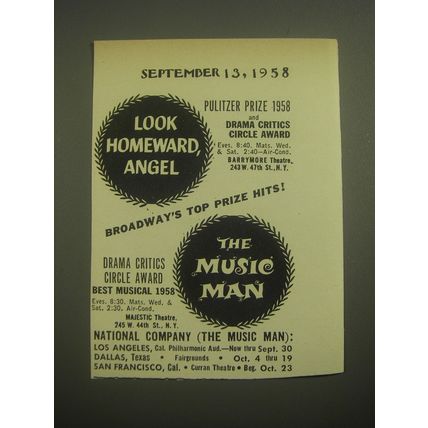 SEPTEMBER 13, 1958
LOOK
HOMEWARD,
ANGEL
PULITZER PRIZE 1958
and
DRAMA CRITICS
CIRCLE AWARD
Eves. 8:40. Mats. Wed.
& Sat. 2:40—Air-Cond.
BARRYMORE Theatre,
243 W. 47th St., N.Y.
BROADWAY'S TOP PRIZE HITS!
THE
MUSIC
MAN
DRAMA CRITICS
CIRCLE AWARD
BEST MUSICAL 1958
Eves. 8:30. Mats. Wed. &
Sat. 2:30. Air-Cond.
MAJESTIC Theatre,
245 W. 44th St., N.Y.
NATIONAL COMPANY (THE MUSIC MAN):
LOS ANGELES, Cal. Philharmonic Aud.—Now thru Sept. 30
DALLAS, Texas • Fairgrounds • Oct. 4 thru 19
SAN FRANCISCO, Cal. • Curran Theatre • Beg. Oct. 23